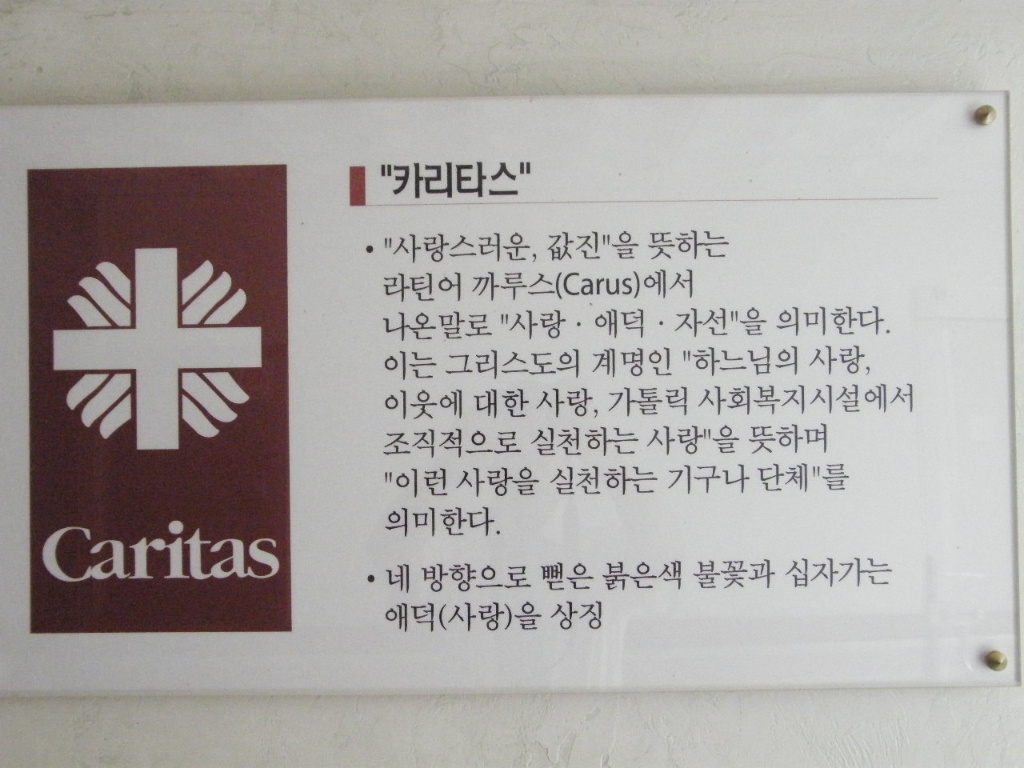 Caritas
"카리타스"
• "사랑스러운, 값진"을 뜻하는
라틴어 까루스(Carus)에서
나온말로 "사랑 · 애덕 · 자선"을 의미한다.
이는 그리스도의 계명인 "하느님의 사랑,
이웃에 대한 사랑, 가톨릭 사회복지시설에서
조직적으로 실천하는 사랑"을 뜻하며
"이런 사랑을 실천하는 기구나 단체"를
의미한다.
• 네 방향으로 뻗은 붉은색 불꽃과 십자가는
애덕(사랑)을 상징